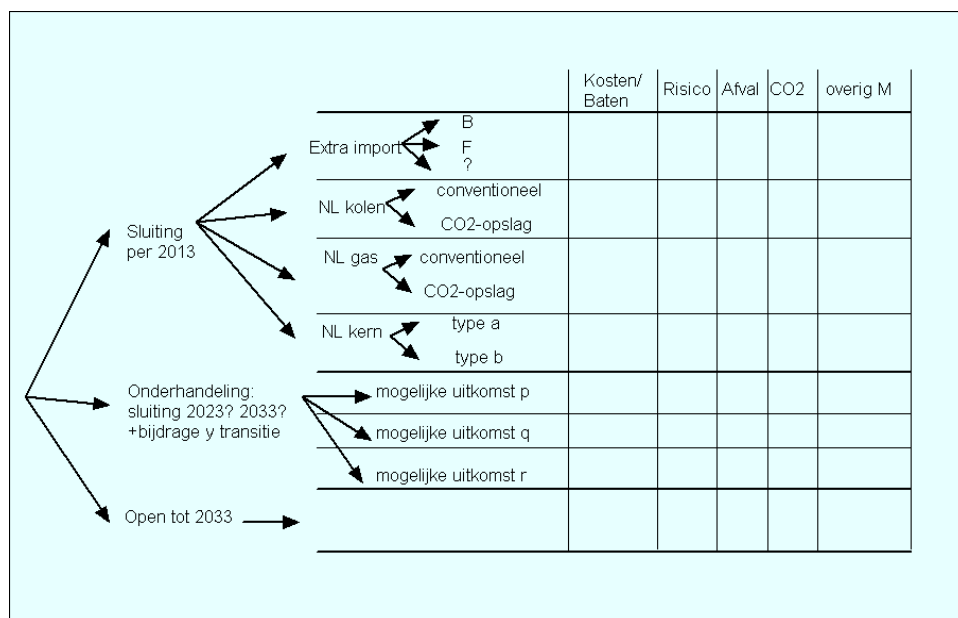 Kosten/
Baten
Risico
Afval
CO2
overig M
Extra import
B
F
?
NL kolen
conventioneel
CO2-opslag
Sluiting
per 2013
NL gas
conventioneel
CO2-opslag
NL kern
type a
type b
Onderhandeling:
sluiting 2023? 2033?
+bijdrage y transitie
mogelijke uitkomst p
mogelijke uitkomst q
mogelijke uitkomst r
Open tot 2033